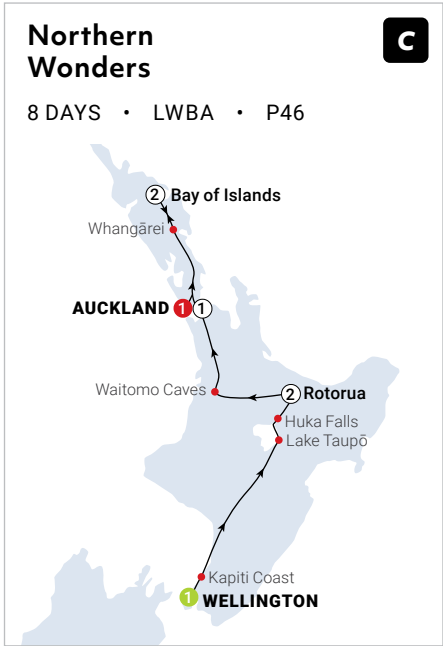 Northern
Wonders
C
8 DAYS • LWBA • P46
2 Bay of Islands
Whangārei
AUCKLAND 1 1
Waitomo Caves
2 Rotorua
Huka Falls
Lake Taupō
Kapiti Coast
1 WELLINGTON